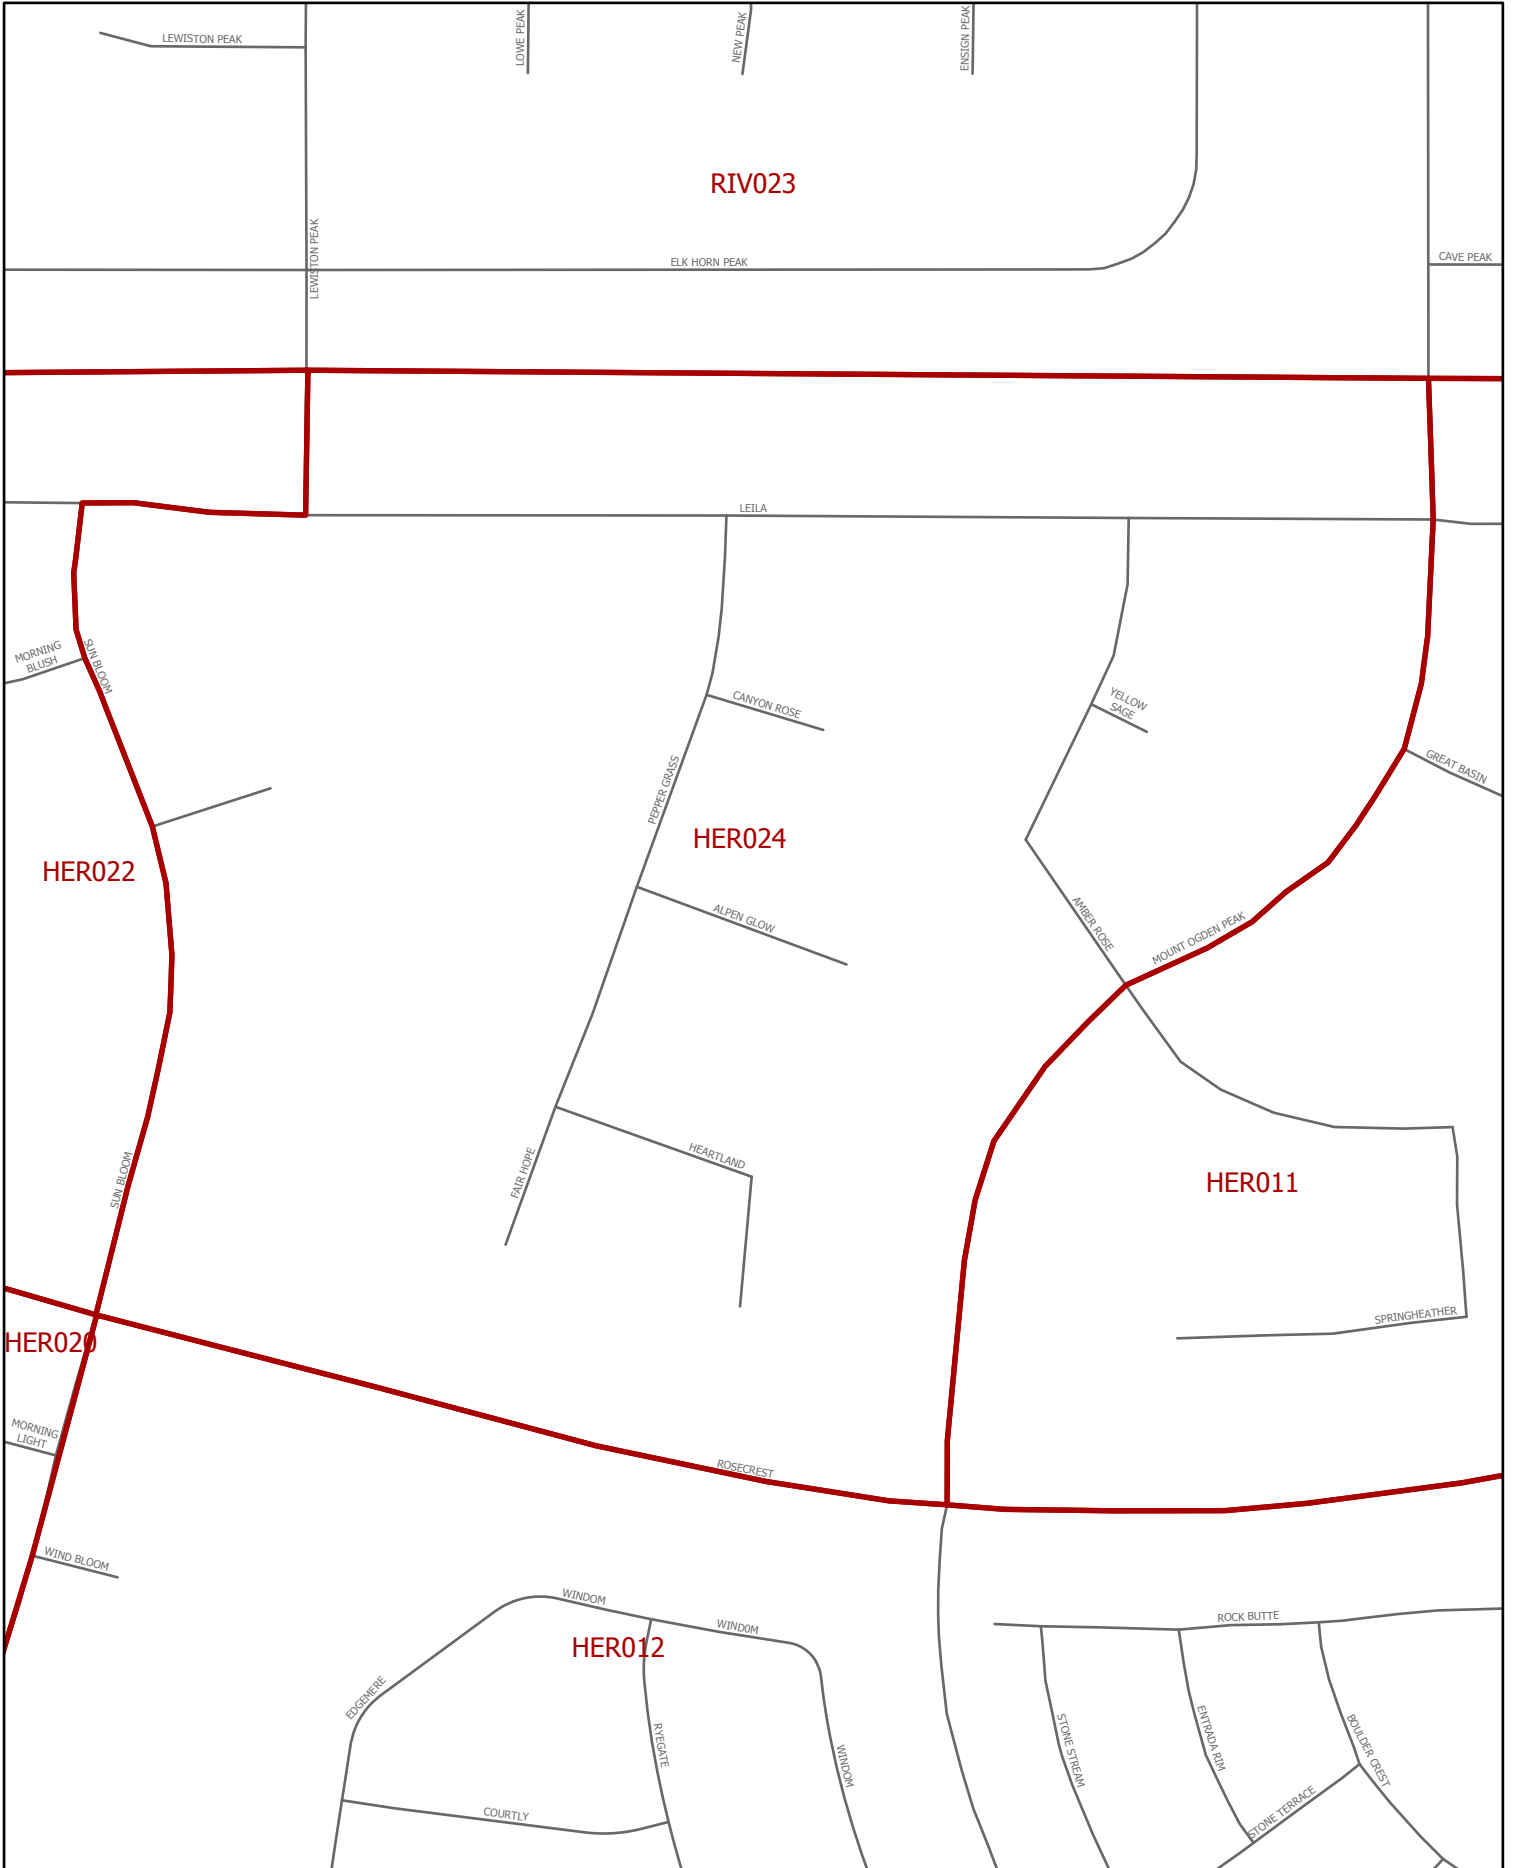 LEWISTON PEAK
LOWE PEAK
NEW PEAK
ENSIGN PEAK
RIV023
LEWISTON PEAK
ELK HORN PEAK
CAVE PEAK
LEILA
MORNING
BLUSH
SUN BLOOM
CANYON ROSE
YELLOW
SAGE
PEPPER GRASS
GREAT BASIN
HER024
HER022
ALPEN GLOW
AMBER ROSE
MOUNT OGDEN PEAK
HEARTLAND
FAIR HOPE
SUN BLOOM
HER011
SPRINGHEATHER
HER020
MORNING
LIGHT
ROSECREST
WIND BLOOM
WINDOM
WIND0M
ROCK BUTTE
HER012
EDGEMERE
RYEGATE
WINDOM
STONE STREAM
ENTRADA RIM
BOULDER CREST
COURTLY
STONE TERRACE